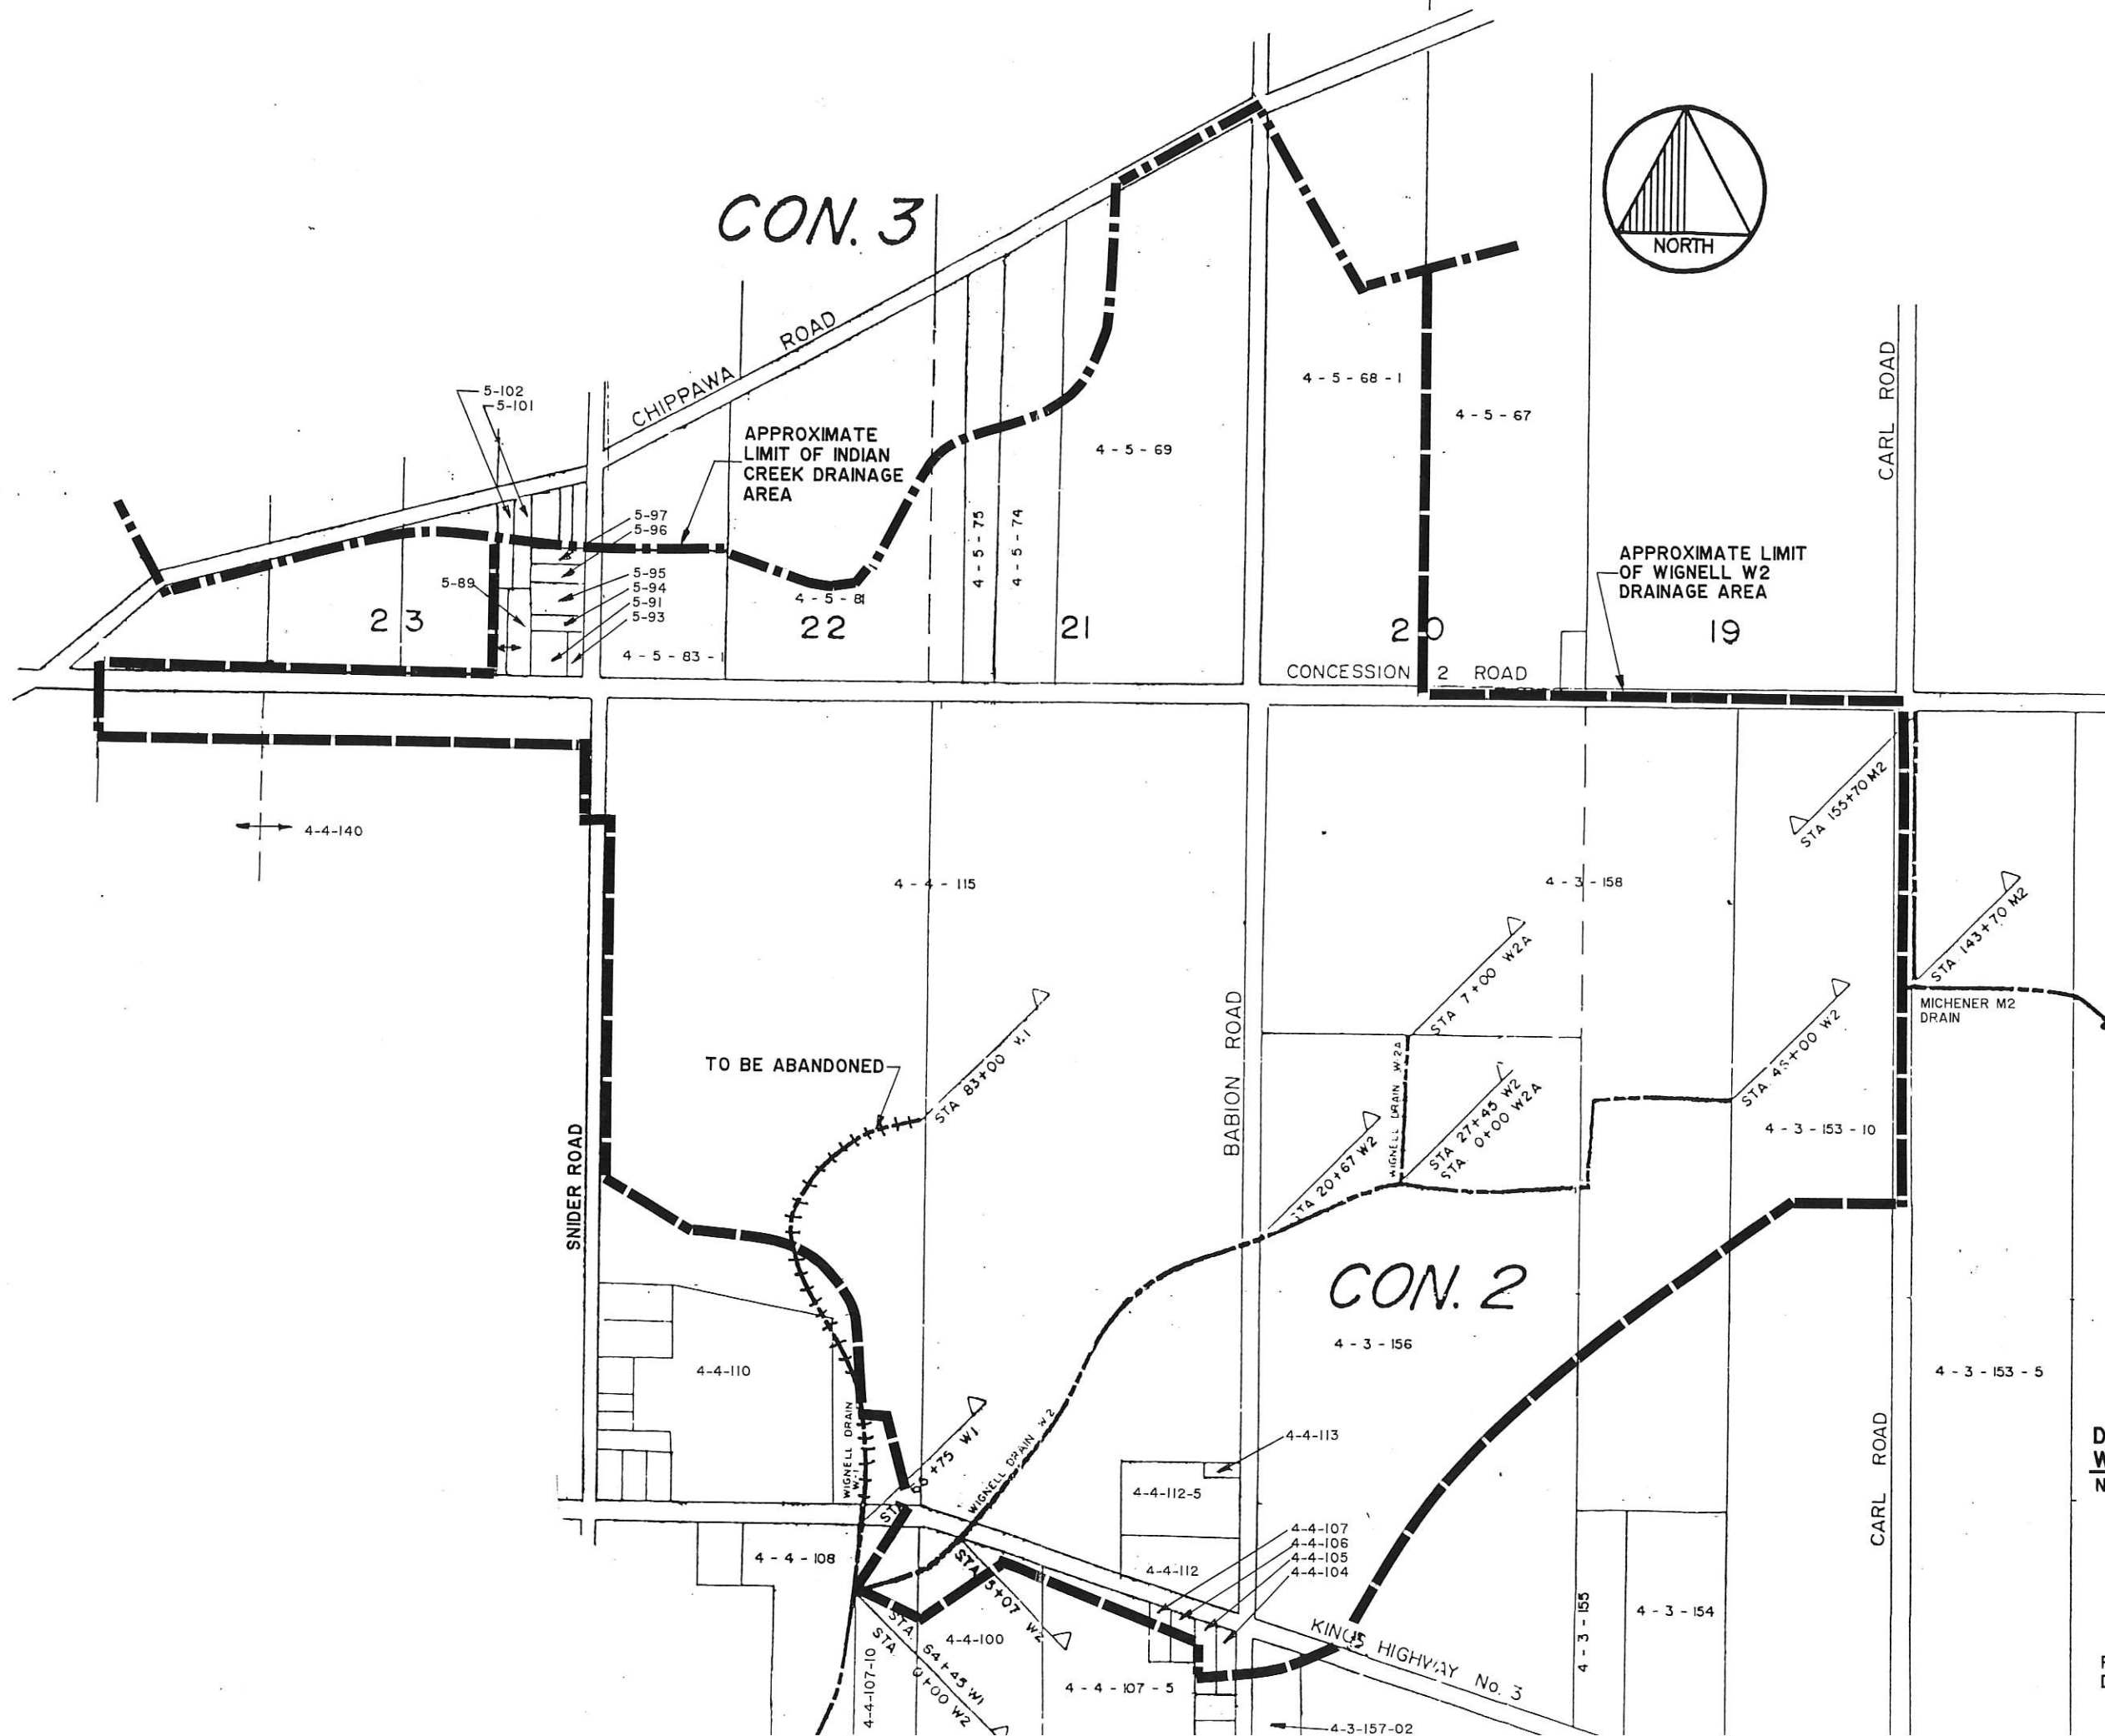 CON. 3
NORTH
CHIPPAWA ROAD
5-102
5-101
4 - 5 - 68 - 1
4 - 5 - 67
CARL ROAD
APPROXIMATE
LIMIT OF INDIAN
CREEK DRAINAGE
AREA
4 - 5 - 69
5-97
5-96
4 - 5 - 75
4 - 5 - 74
APPROXIMATE LIMIT
OF WIGNELL W2
DRAINAGE AREA
5-89
5-95
5-94
5-91
5-93
4 - 5 - 81
23
22
21
20
19
4 - 5 - 83 - 1
CONCESSION 2 ROAD
STA 155+70 M2
4-4-140
4 - 4 - 115
4 - 3 - 158
STA 143+70 M2
STA 7+00 W2A
MICHENER M2
DRAIN
BABION ROAD
STA 83+00
TO BE ABANDONED
WIGNELL DRAIN W-2A
STA 27+45 W2
STA 0+00 W2A
STA. 45+00 W2
4 - 3 - 153 - 10
STA 20+67 W2
SNIDER ROAD
CON. 2
4 - 3 - 156
4-4-110
4 - 3 - 153 - 5
WIGNELL DRAIN
W-1
STA 66+75 W1
WIGNELL DRAIN W2
4-4-113
4-4-112-5
CARL ROAD
4-4-107
4-4-106
4-4-105
4-4-104
4 - 4 - 108
4-4-112
STA 5+07 W2
4 - 3 - 155
4 - 3 - 154
STA. 64+45 W1
STA 0+00 W2
4-4-100
4-4-107-10
4 - 4 - 107 - 5
KINGS HIGHWAY No. 3
4-3-157-02